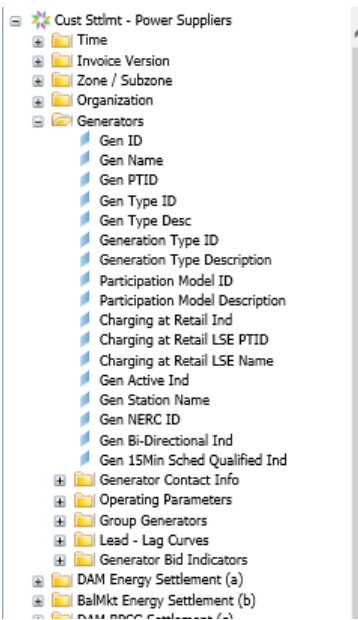 Cust Sttlmt - Power Suppliers
Time
Invoice Version
Zone / Subzone
Organization
Generators
Gen ID
Gen Name
Gen PTID
Gen Type ID
Gen Type Desc
Generation Type ID
Generation Type Description
Participation Model ID
Participation Model Description
Charging at Retail Ind
Charging at Retail LSE PTID
Charging at Retail LSE Name
Gen Active Ind
Gen Station Name
Gen NERC ID
Gen Bi-Directional Ind
Gen 15Min Sched Qualified Ind
Generator Contact Info
Operating Parameters
Group Generators
Lead - Lag Curves
Generator Bid Indicators
DAM Energy Settlement (a)
BalMkt Energy Settlement (b)